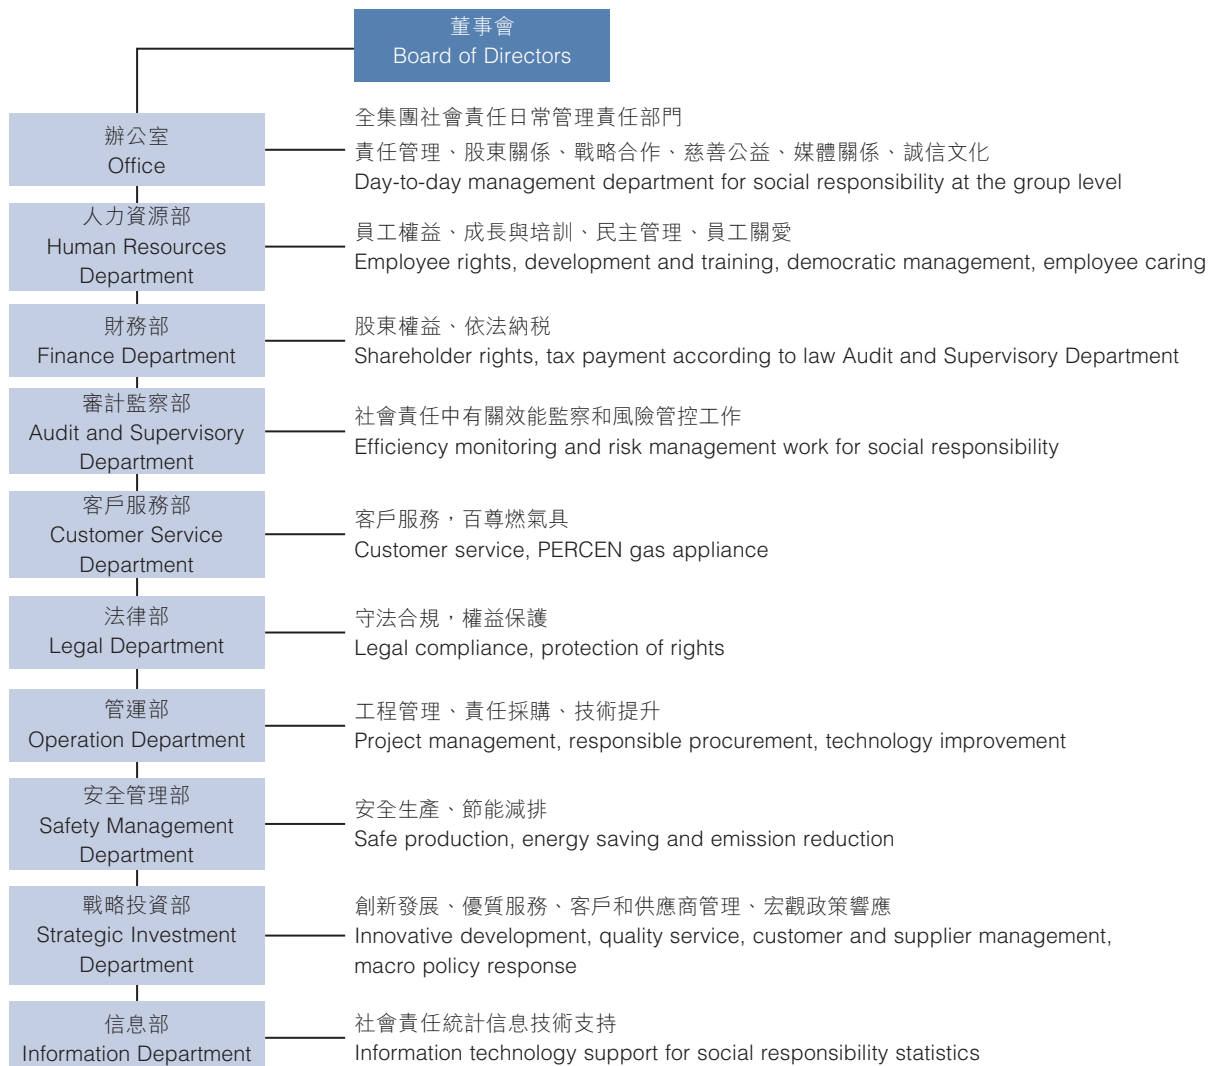 董事會
Board of Directors
辦公室
Office
全集團社會責任日常管理責任部門
責任管理、股東關係、戰略合作、慈善公益、媒體關係、誠信文化
Day-to-day management department for social responsibility at the group level
人力資源部
Human Resources
Department
員工權益、成長與培訓、民主管理、員工關愛
Employee rights, development and training, democratic management, employee caring
財務部
Finance Department
股東權益、依法納税
Shareholder rights, tax payment according to law Audit and Supervisory Department
審計監察部
Audit and Supervisory
Department
社會責任中有關效能監察和風險管控工作
Efficiency monitoring and risk management work for social responsibility
客戶服務部
Customer Service
Department
客戶服務，百尊燃氣具
Customer service, PERCEN gas appliance
法律部
Legal Department
守法合規，權益保護
Legal compliance, protection of rights
管運部
Operation Department
工程管理、責任採購、技術提升
Project management, responsible procurement, technology improvement
安全管理部
Safety Management
Department
安全生產、節能減排
Safe production, energy saving and emission reduction
戰略投資部
Strategic Investment
Department
創新發展、優質服務、客戶和供應商管理、宏觀政策響應
Innovative development, quality service, customer and supplier management,
macro policy response
信息部
Information Department
社會責任統計信息技術支持
Information technology support for social responsibility statistics